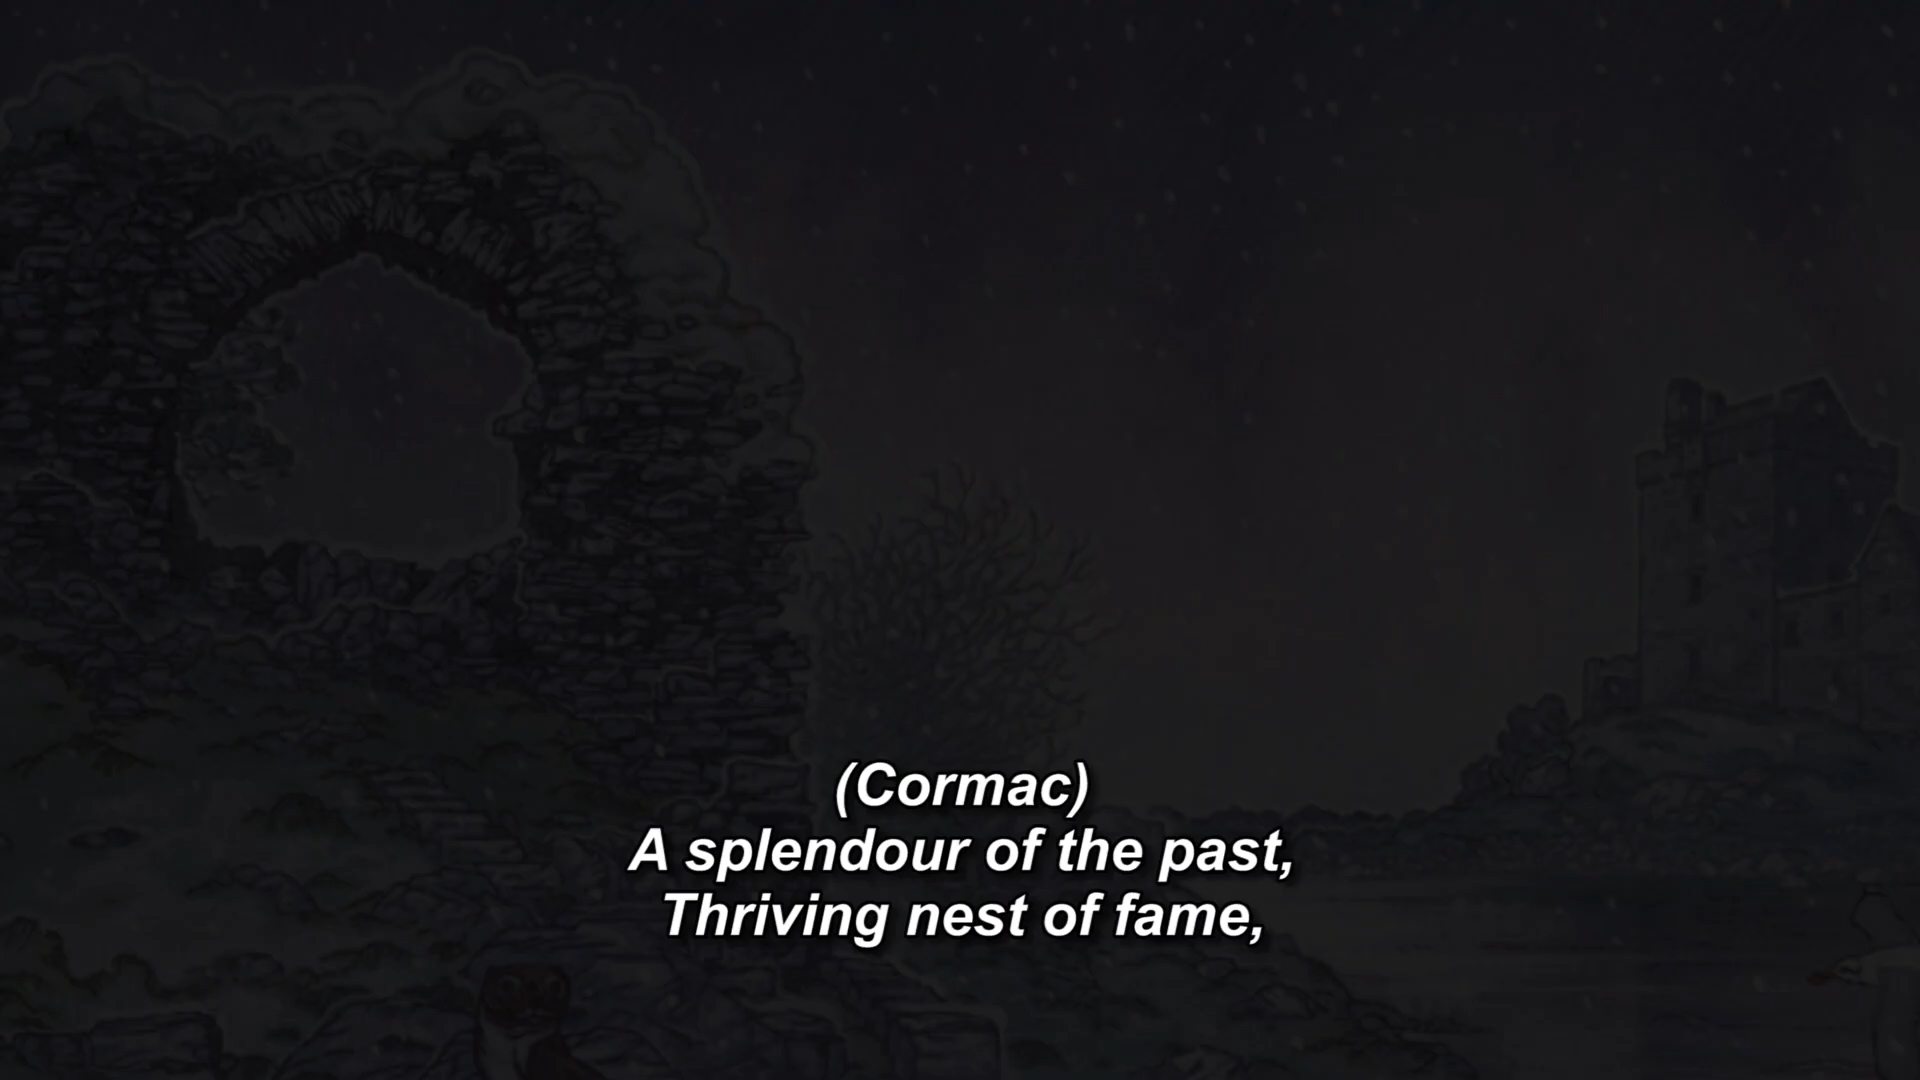 (Cormac)
A splendour of the past,
Thriving nest of fame,